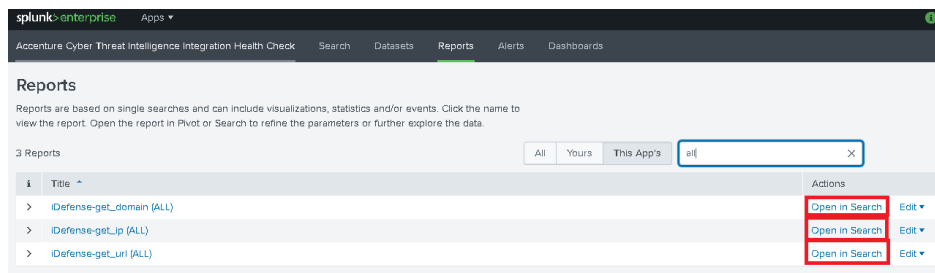 splunk>enterprise Apps ▾
Accenture Cyber Threat Intelligence Integration Health Check Search Datasets Reports Alerts Dashboards
Reports
Reports are based on single searches and can include visualizations, statistics and/or events. Click the name to
view the report. Open the report in Pivot or Search to refine the parameters or further explore the data.
3 Reports All Yours This App's all
i Title Actions
iDefense-get_domain (ALL) Open in Search Edit ▾
iDefense-get_ip (ALL) Open in Search Edit ▾
iDefense-get_url (ALL) Open in Search Edit ▾